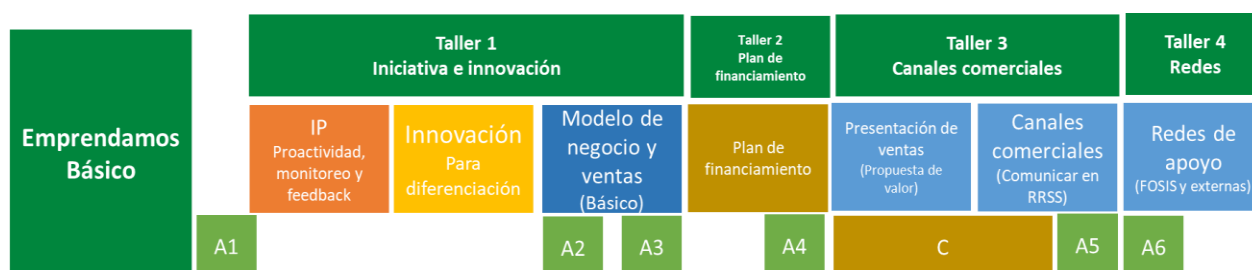 Emprendamos
Básico
Taller 1
Iniciativa e innovación
Taller 2
Plan de
financiamiento
Taller 3
Canales comerciales
Taller 4
Redes
IP
Proactividad,
monitoreo y
feedback
Innovación
Para
diferenciación
Modelo de
negocio y
ventas
(Básico)
Plan de
financiamiento
Presentación de
ventas
(Propuesta de
valor)
Canales
comerciales
(Comunicar en
RRSS)
Redes de
apoyo
(FOSIS y externas)
A1
A2
A3
A4
C
A5
A6